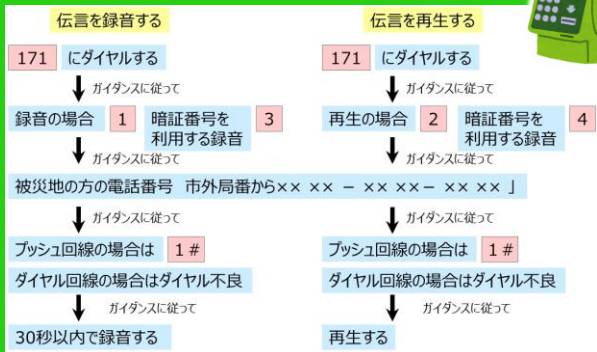 伝言を録音する
171 にダイヤルする
ガイダンスに従って
録音の場合 1 暗証番号を 3
利用する録音
ガイダンスに従って
伝言を再生する
171 にダイヤルする
ガイダンスに従って
再生の場合 2 暗証番号を 4
利用する録音
ガイダンスに従って
被災地の方の電話番号 市外局番から×× ×× － ×× ××－ ×× ×× 」
ガイダンスに従って
プッシュ回線の場合は 1＃
ダイヤル回線の場合はダイヤル不良
ガイダンスに従って
30秒以内で録音する
ガイダンスに従って
プッシュ回線の場合は 1＃
ダイヤル回線の場合はダイヤル不良
ガイダンスに従って
再生する